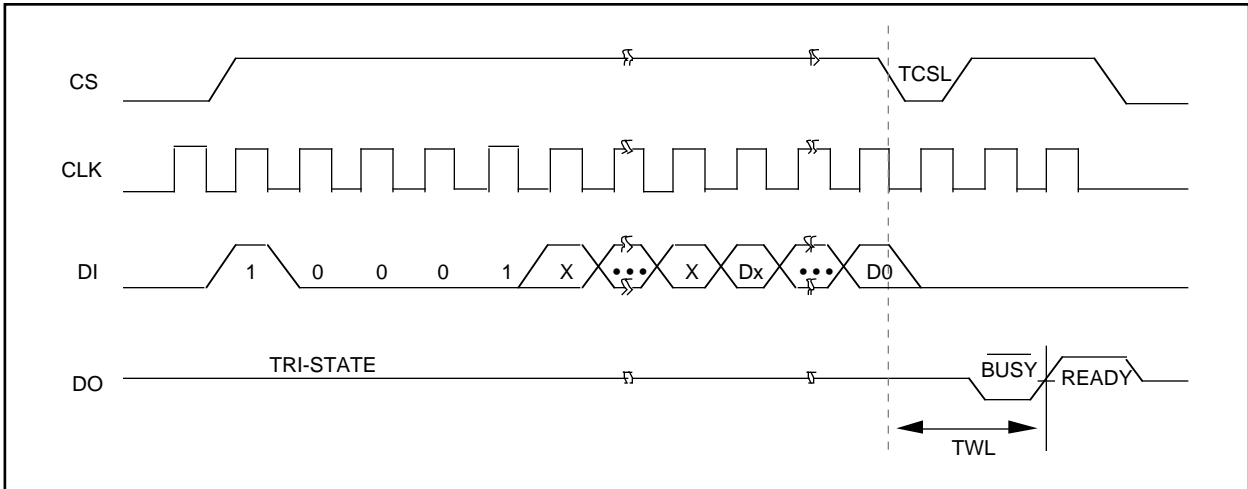 CS
TCSL
CLK
DI
1 0 0 0 1 X ••• X Dx ••• D0
TRI-STATE
DO
BUSY
READY
TWL